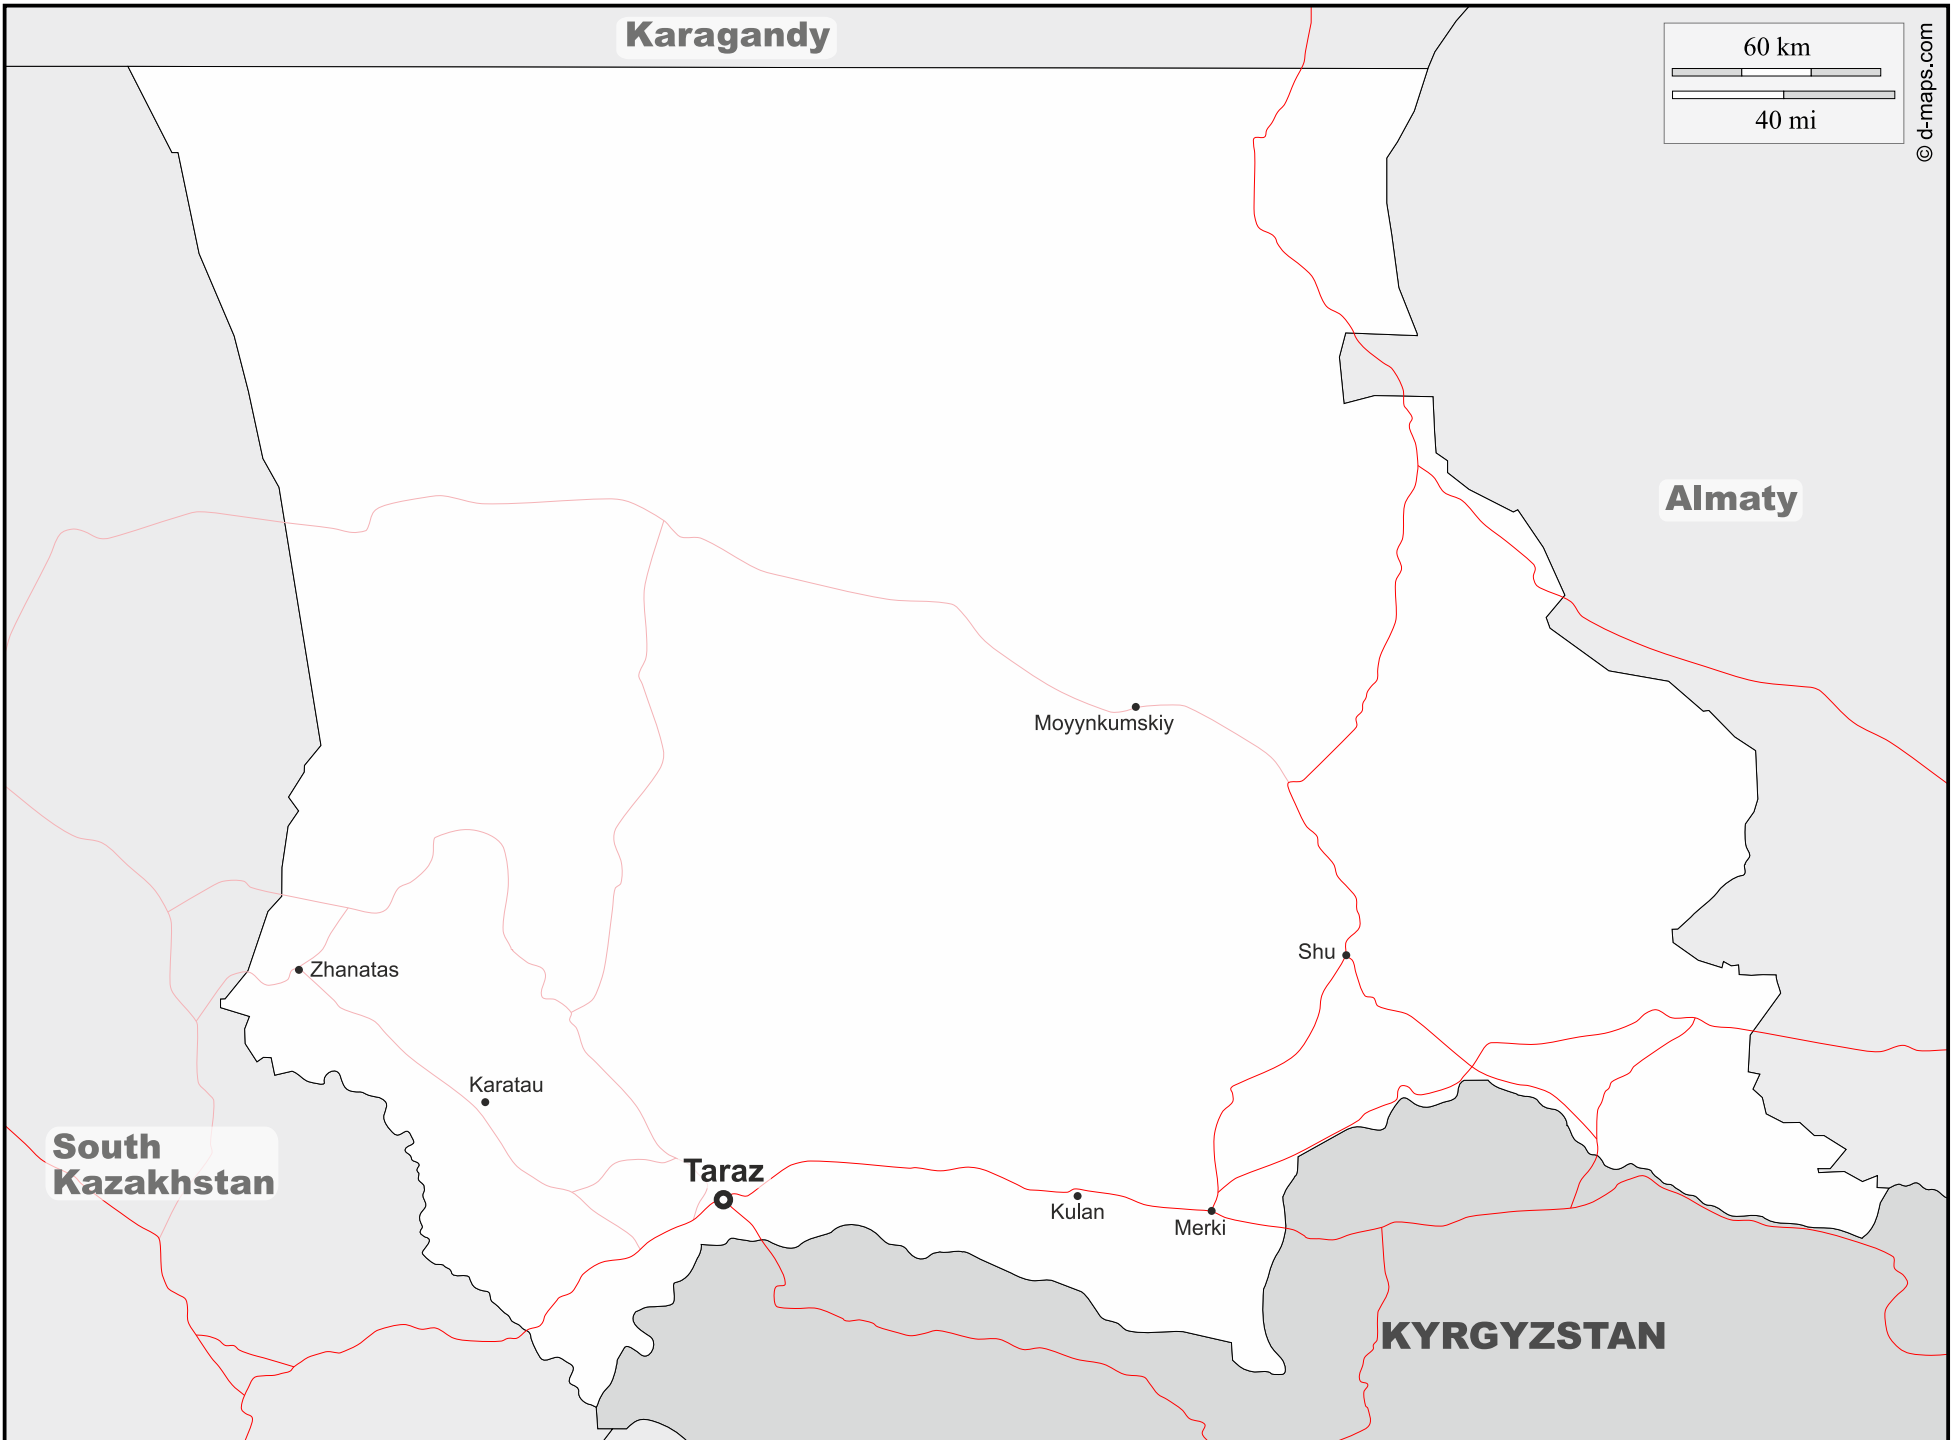 Karagandy
60 km
40 mi
© d-maps.com
Almaty
Moyynkumskiy
Shu
Zhanatas
Karatau
South
Kazakhstan
Taraz
Kulan
Merki
KYRGYZSTAN